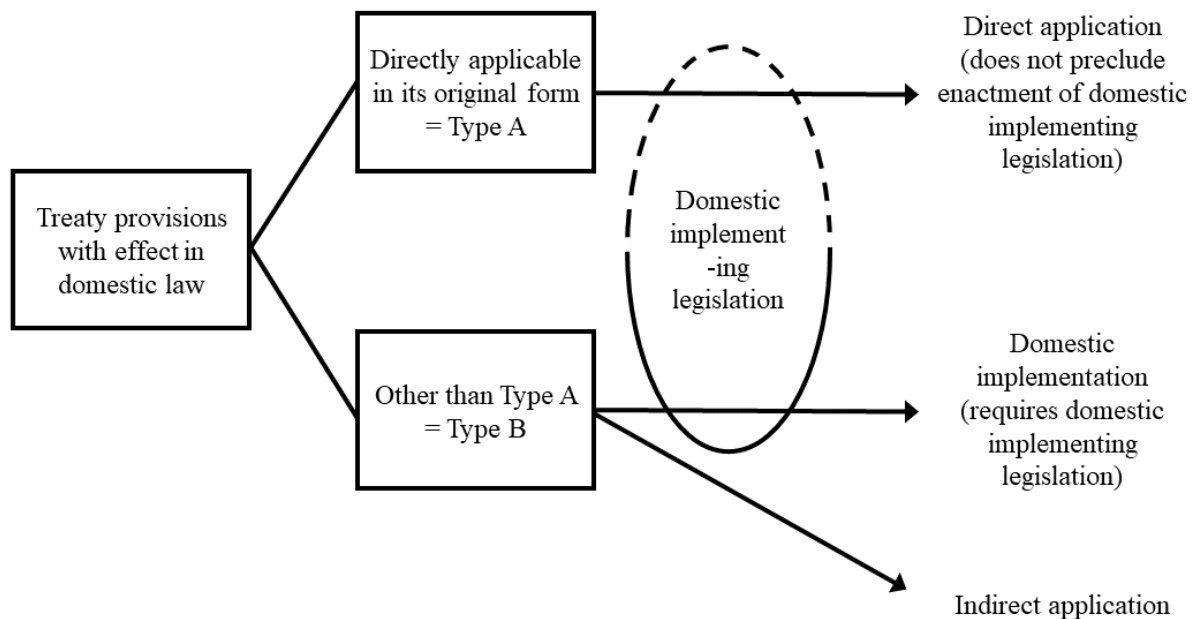 Treaty provisions
with effect in
domestic law
Directly applicable
in its original form
= Type A
Other than Type A
= Type B
Domestic
implement
-ing
legislation
Direct application
(does not preclude
enactment of domestic
implementing
legislation)
Domestic
implementation
(requires domestic
implementing
legislation)
Indirect application